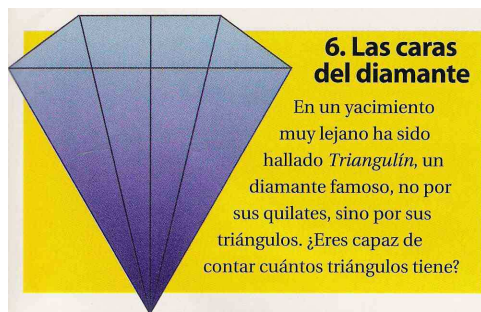 6. Las caras
del diamante
En un yacimiento
muy lejano ha sido
hallado Triangulín, un
diamante famoso, no por
sus quilates, sino por sus
triángulos. ¿Eres capaz de
contar cuántos triángulos tiene?